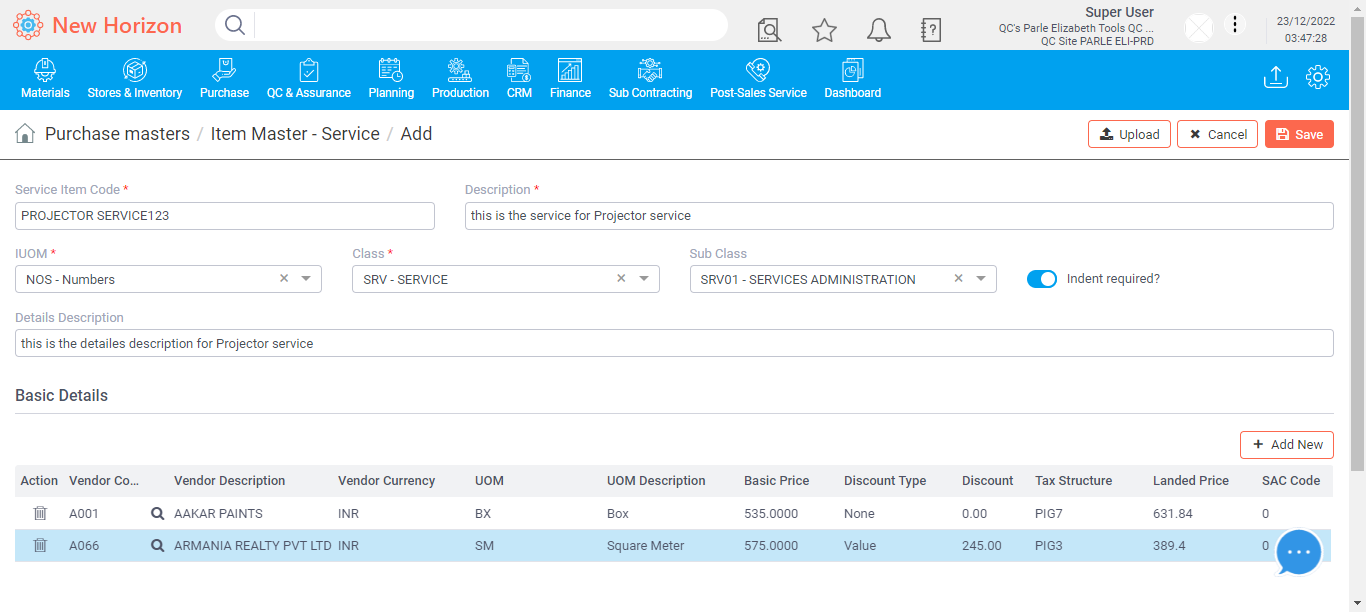 New Horizon
Super User
QC's Parle Elizabeth Tools QC ...
QC Site PARLE ELI-PRD
23/12/2022
03:47:28
Materials Stores & Inventory Purchase QC & Assurance Planning Production CRM Finance Sub Contracting Post-Sales Service Dashboard
Purchase masters / Item Master - Service / Add
Upload Cancel Save
Service Item Code * Description *
PROJECTOR SERVICE123 this is the service for Projector service
IUOM * Class * Sub Class
NOS - Numbers SRV - SERVICE SRV01 - SERVICES ADMINISTRATION Indent required?
Details Description
this is the detailes description for Projector service
Basic Details
+ Add New
Action Vendor Co... Vendor Description Vendor Currency UOM UOM Description Basic Price Discount Type Discount Tax Structure Landed Price SAC Code
A001 AAKAR PAINTS INR BX Box 535.0000 None 0.00 PIG7 631.84 0
A066 ARMANIA REALTY PVT LTD INR SM Square Meter 575.0000 Value 245.00 PIG3 389.4 0